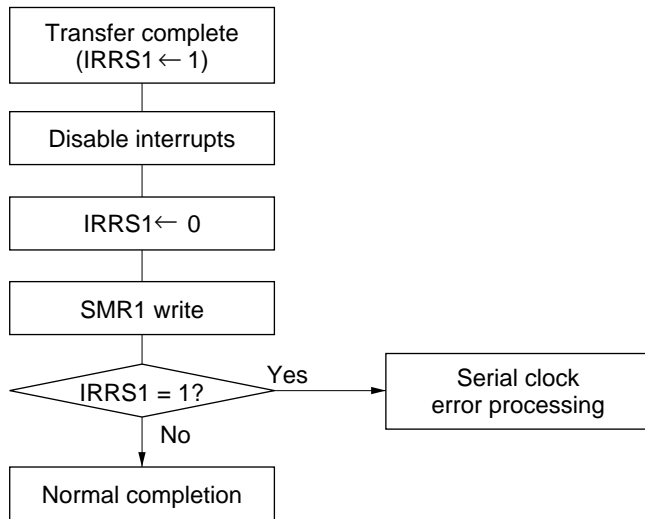 Transfer complete
(IRRS1 ← 1)
Disable interrupts
IRRS1 ← 0
SMR1 write
IRRS1 = 1?
Yes
Serial clock
error processing
No
Normal completion